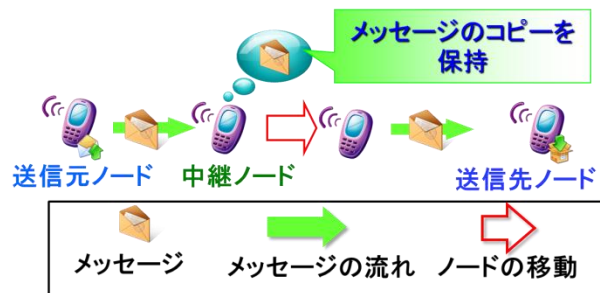 メッセージのコピーを
保持
送信元ノード 中継ノード 送信先ノード
メッセージ メッセージの流れ ノードの移動